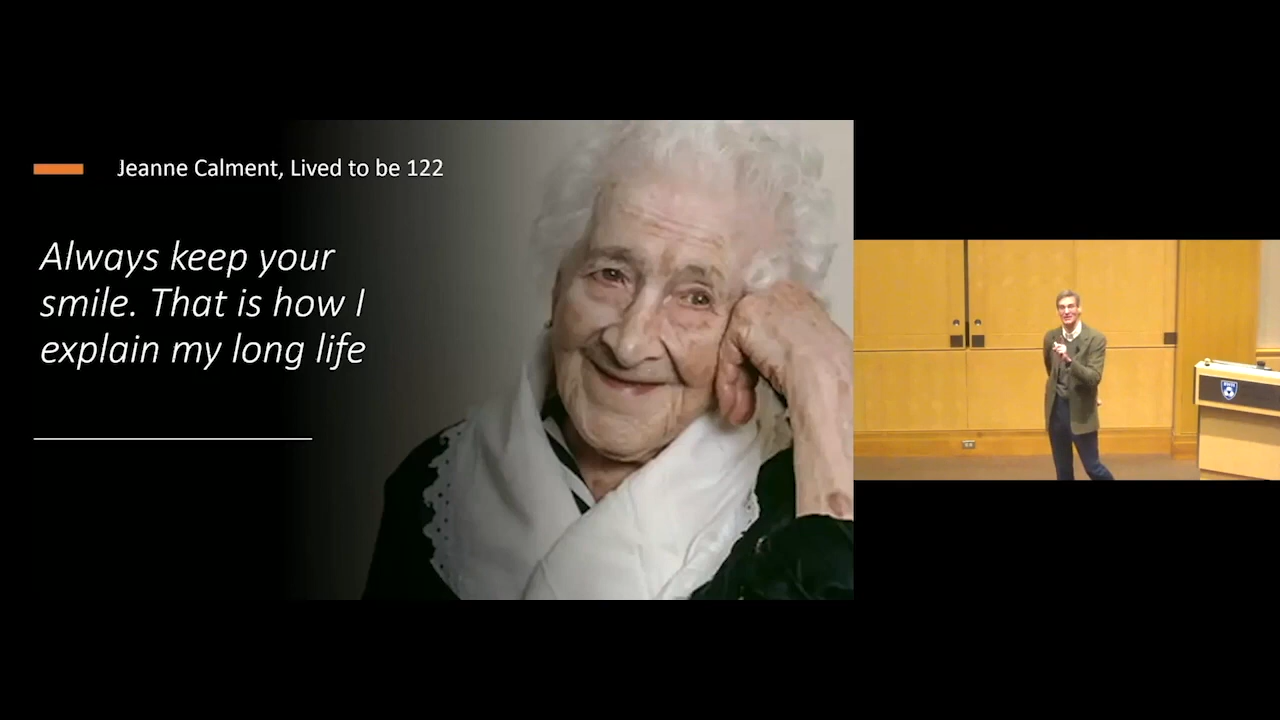 Jeanne Calment, Lived to be 122
Always keep your
smile. That is how I
explain my long life